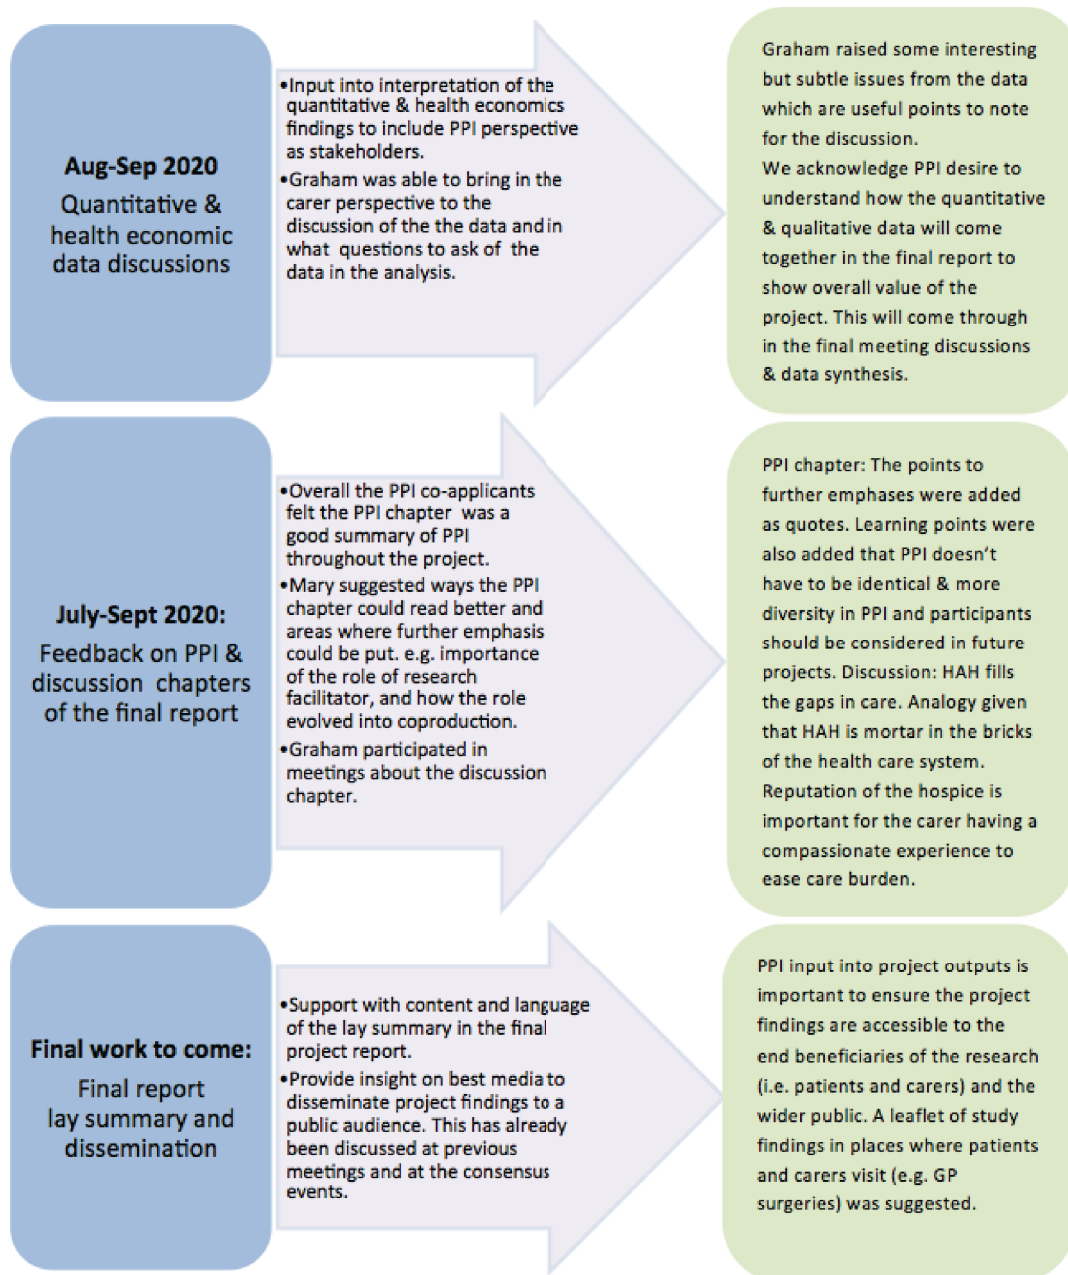 Aug-Sep 2020
Quantitative &
health economic
data discussions
•Input into interpretation of the
quantitative & health economics
findings to include PPI perspective
as stakeholders.
•Graham was able to bring in the
carer perspective to the
discussion of the the data and in
what questions to ask of the
data in the analysis.
Graham raised some interesting
but subtle issues from the data
which are useful points to note
for the discussion.
We acknowledge PPI desire to
understand how the quantitative
& qualitative data will come
together in the final report to
show overall value of the
project. This will come through
in the final meeting discussions
& data synthesis.
July-Sept 2020:
Feedback on PPI &
discussion chapters
of the final report
•Overall the PPI co-applicants
felt the PPI chapter was a
good summary of PPI
throughout the project.
•Mary suggested ways the PPI
chapter could read better and
areas where further emphasis
could be put. e.g. importance
of the role of research
facilitator, and how the role
evolved into coproduction.
•Graham participated in
meetings about the discussion
chapter.
PPI chapter: The points to
further emphases were added
as quotes. Learning points were
also added that PPI doesn't
have to be identical & more
diversity in PPI and participants
should be considered in future
projects. Discussion: HAH fills
the gaps in care. Analogy given
that HAH is mortar in the bricks
of the health care system.
Reputation of the hospice is
important for the carer having a
compassionate experience to
ease care burden.
Final work to come:
Final report
lay summary and
dissemination
•Support with content and language
of the lay summary in the final
project report.
•Provide insight on best media to
disseminate project findings to a
public audience. This has already
been discussed at previous
meetings and at the consensus
events.
PPI input into project outputs is
important to ensure the project
findings are accessible to the
end beneficiaries of the research
(i.e. patients and carers) and the
wider public. A leaflet of study
findings in places where patients
and carers visit (e.g. GP
surgeries) was suggested.